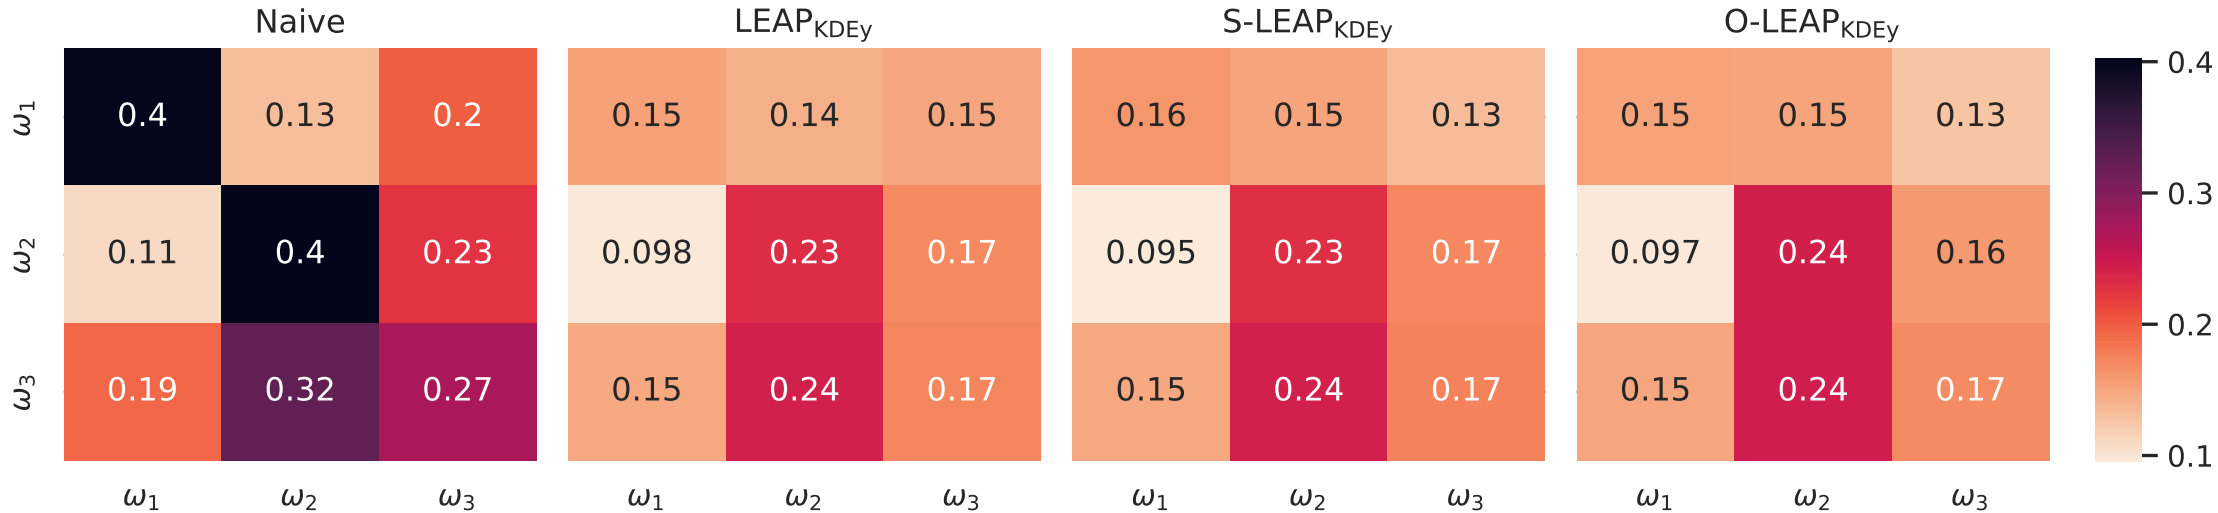 Naive LEAP_KDEy S-LEAP_KDEy O-LEAP_KDEy
ω₁ 0.4 0.13 0.2 0.15 0.14 0.15 0.16 0.15 0.13 0.15 0.15 0.13 0.4
0.3
ω₂ 0.11 0.4 0.23 0.098 0.23 0.17 0.095 0.23 0.17 0.097 0.24 0.16
0.2
ω₃ 0.19 0.32 0.27 0.15 0.24 0.17 0.15 0.24 0.17 0.15 0.24 0.17
0.1
ω₁ ω₂ ω₃ ω₁ ω₂ ω₃ ω₁ ω₂ ω₃ ω₁ ω₂ ω₃